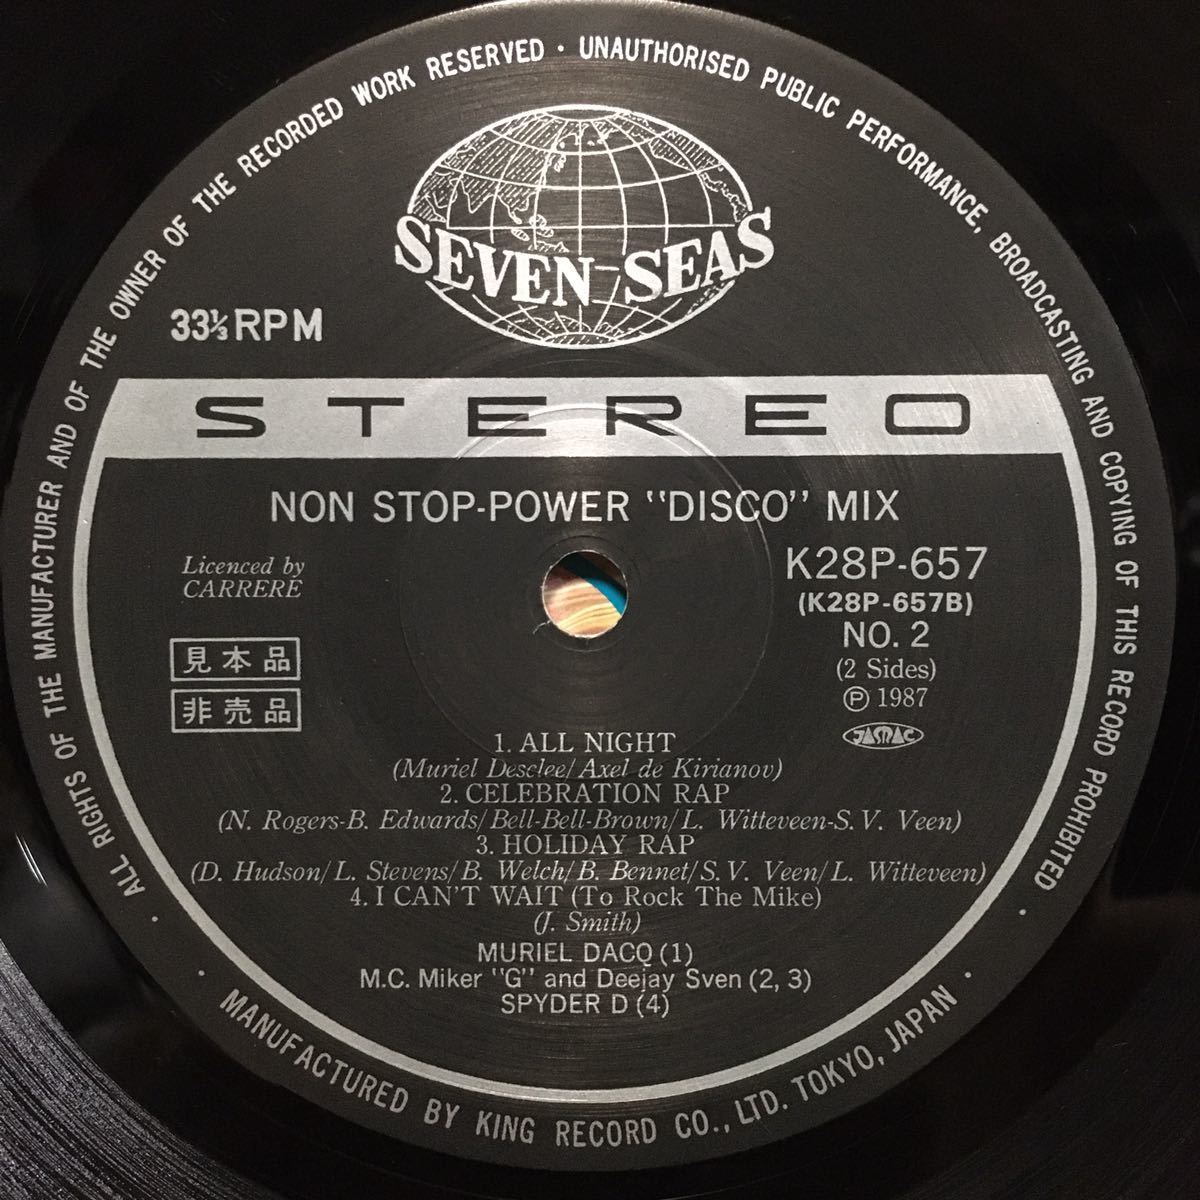 ALL RIGHTS OF THE MANUFACTURER AND OF THE OWNER OF THE RECORDED WORK RESERVED · UNAUTHORISED PUBLIC PERFORMANCE, BROADCASTING AND COPYING OF THIS RECORD PROHIBITED
SEVEN-SEAS
33⅓RPM
STEREO
NON STOP-POWER "DISCO" MIX
Licenced by
CARRERE
K28P-657
(K28P-657B)
NO. 2
(2 Sides)
Ⓟ 1987
JASRAC
見本品
非売品
1. ALL NIGHT
(Muriel Desclee/Axel de Kirianov)
2. CELEBRATION RAP
(N. Rogers-B. Edwards/Bell-Bell-Brown/L. Witteveen-S. V. Veen)
3. HOLIDAY RAP
(D. Hudson/L. Stevens/B. Welch/B. Bennet/S. V. Veen/L. Witteveen)
4. I CAN'T WAIT (To Rock The Mike)
(J. Smith)
MURIEL DACQ (1)
M.C. Miker "G" and Deejay Sven (2, 3)
SPYDER D (4)
· MANUFACTURED BY KING RECORD CO., LTD. TOKYO, JAPAN ·